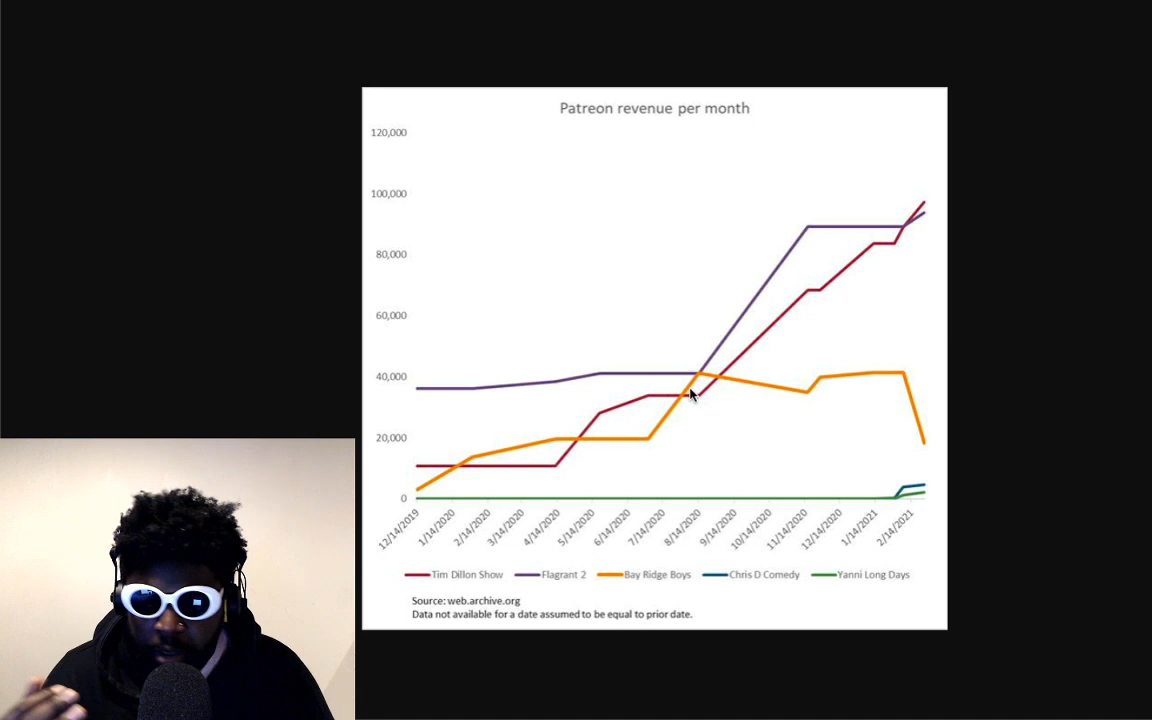 Patreon revenue per month
120,000
100,000
80,000
60,000
40,000
20,000
0
12/14/2019 1/14/2020 2/14/2020 3/14/2020 4/14/2020 5/14/2020 6/14/2020 7/14/2020 8/14/2020 9/14/2020 10/14/2020 11/14/2020 12/14/2020 1/14/2021 2/14/2021
Tim Dillon Show Flagrant 2 Bay Ridge Boys Chris D Comedy Yanni Long Days
Source: web.archive.org
Data not available for a date assumed to be equal to prior date.